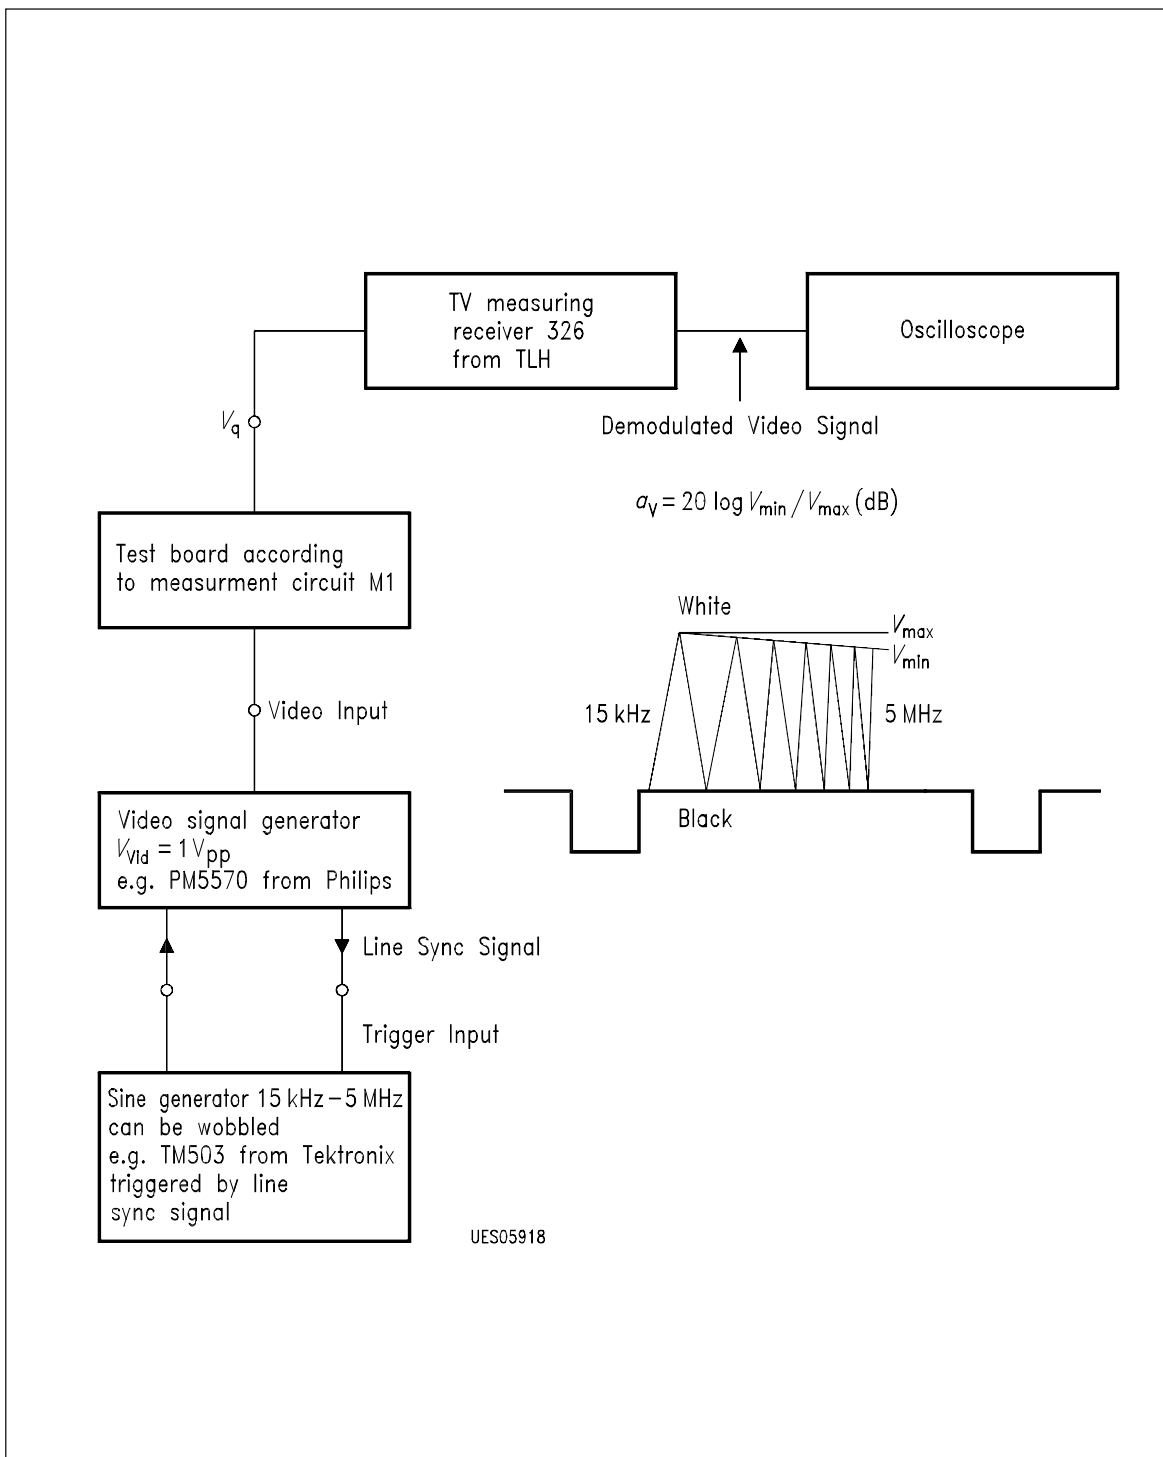 TV measuring
receiver 326
from TLH
Oscilloscope
Vq
Demodulated Video Signal
aV = 20 log Vmin / Vmax (dB)
Test board according
to measurment circuit M1
White
Vmax
Vmin
15 kHz
5 MHz
Video Input
Black
Video signal generator
VVid = 1 Vpp
e.g. PM5570 from Philips
Line Sync Signal
Trigger Input
Sine generator 15 kHz – 5 MHz
can be wobbled
e.g. TM503 from Tektronix
triggered by line
sync signal
UES05918